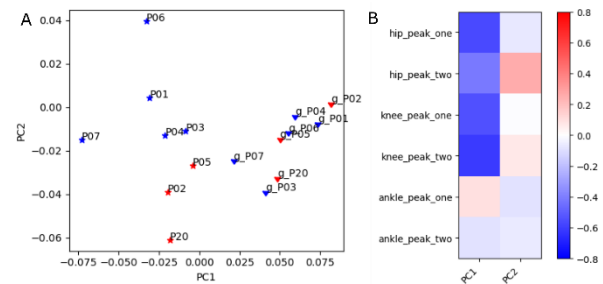 A
B
0.04
0.02
0.00
−0.02
−0.04
−0.06
PC2
−0.075
−0.050
−0.025
0.000
0.025
0.050
0.075
PC1
P06
P01
P07
P04
P03
P05
P02
P20
g_P02
g_P04
g_P01
g_P06
g_P05
g_P07
g_P20
g_P03
hip_peak_one
hip_peak_two
knee_peak_one
knee_peak_two
ankle_peak_one
ankle_peak_two
PC1
PC2
0.8
0.6
0.4
0.2
0.0
−0.2
−0.4
−0.6
−0.8